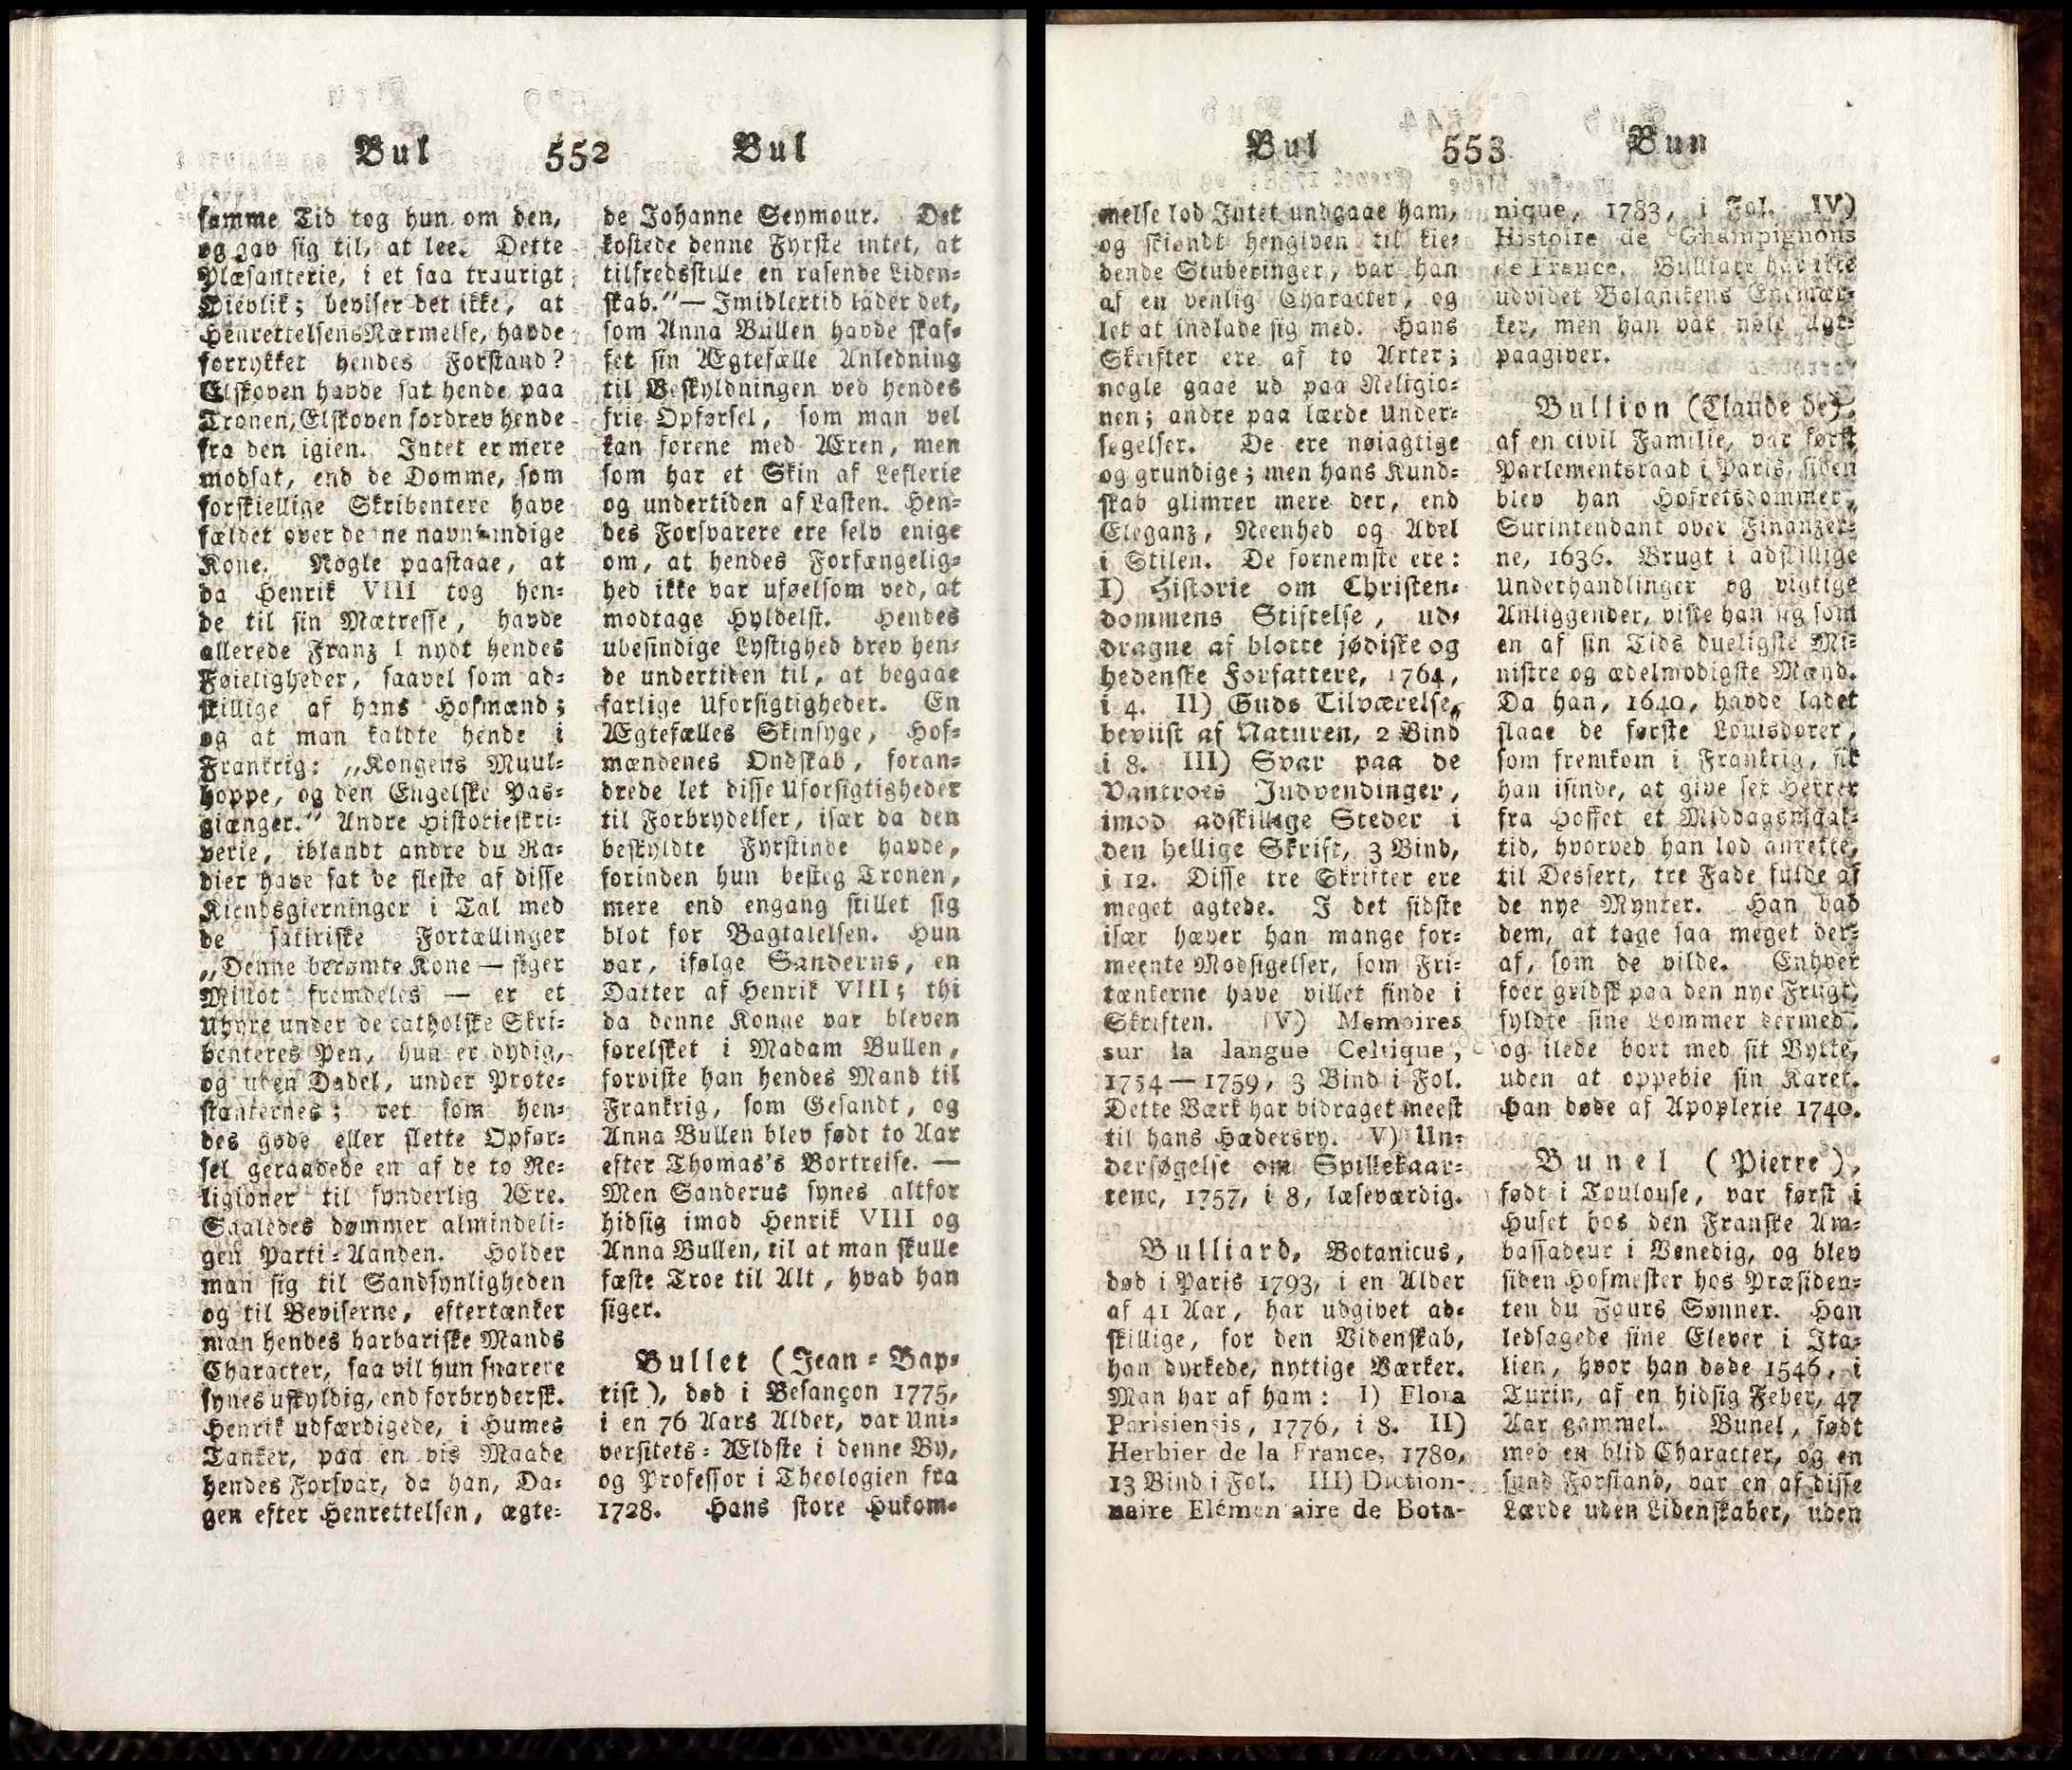 Bul 552 Bul
samme Tid tog hun om den,
og gav sig til, at lee. Dette
Plæsanterie, i et saa traurigt
Øieblik; beviser det ikke, at
Henrettelsens Nærmelse, havde
forrykket hendes Forstand?
Elskoven havde sat hende paa
Tronen, Elskoven fordrev hende
fra den igien. Intet er mere
modsat, end de Domme, som
forskiellige Skribentere have
fældet over denne navnkundige
Kone. Nogle paastaae, at
da Henrik VIII tog hen-
de til sin Mætresse, havde
allerede Franz I nydt hendes
Føieligheder, saavel som ad-
skillige af hans Hofmænd;
og at man kaldte hende i
Frankrig: „Kongens Muul-
hoppe, og den Engelske Pas-
giænger.“ Andre Historieskri-
verie, iblandt andre du Ra-
dier have sat de fleste af disse
Kiendsgierninger i Tal med
de satiriske Fortællinger
„Denne berømte Kone — siger
fremdeles — er et
Uhyre under de catholske Skri-
benteres Pen, hun er dydig,
og uden Dadel, under Prote-
stanternes; ret som hen-
des gode eller slette Opfør-
sel geraadede en af de to Re-
ligioner til synderlig Ære.
Saaledes dømmer almindeli-
gen Parti-Aanden. Holder
man sig til Sandsynligheden
og til Beviserne, eftertænker
man hendes barbariske Mands
Character, saa vil hun snarere
synes uskyldig, end forbrydersk.
Henrik udfærdigede, i Humes
Tanker, paa en vis Maade
hendes Forsvar, da han, Da-
gen efter Henrettelsen, ægte-
de Johanne Seymour. Det
kostede denne Fyrste intet, at
tilfredsstille en rasende Liden-
skab.“ — Imidlertid lader det,
som Anna Bullen havde skaf-
fet sin Ægtefælle Anledning
til Beskyldningen ved hendes
frie Opførsel, som man vel
kan forene med Æren, men
som har et Skin af Leflerie
og undertiden af Lasten. Hen-
des Forsvarere ere selv enige
om, at hendes Forfængelig-
hed ikke var uføelsom ved, at
modtage Hyldelst. Hendes
ubesindige Lystighed drev hen-
de undertiden til, at begaae
farlige Uforsigtigheder. En
Ægtefælles Skinsyge, Hof-
mændenes Ondskab, foran-
drede let disse Uforsigtigheder
til Forbrydelser, især da den
beskyldte Fyrstinde havde,
forinden hun besteg Tronen,
mere end engang stillet sig
blot for Bagtalelsen. Hun
var, ifølge Sanderus, en
Datter af Henrik VIII; thi
da denne Konge var bleven
forelsket i Madam Bullen,
forviste han hendes Mand til
Frankrig, som Gesandt, og
Anna Bullen blev født to Aar
efter Thomas's Bortreise. —
Men Sanderus synes altfor
hidsig imod Henrik VIII og
Anna Bullen, til at man skulle
fæste Troe til Alt, hvad han
siger.
Bullet (Jean-Bap-
tist), død i Besançon 1775,
i en 76 Aars Alder, var Uni-
versitets-Ældste i denne By,
og Professor i Theologien fra
1728. Hans store Hukom-
Bul 553 Bun
melse lod Intet undgaae ham,
og skiøndt hengiven til kie-
dende Studeringer, var han
af en venlig Character, og
let at indlade sig med. Hans
Skrifter ere af to Arter;
nogle gaae ud paa Religio-
nen; andre paa lærde Under-
søgelser. De ere nøiagtige
og grundige; men hans Kund-
skab glimrer mere der, end
Eleganz, Reenhed og Adel
i Stilen. De fornemste ere:
I) Historie om Christen-
dommens Stiftelse, ud-
dragne af blotte jødiske og
hedenske Forfattere, 1764,
i 4. II) Guds Tilværelse,
beviist af Naturen, 2 Bind
i 8. III) Svar paa de
Vantroes Indvendinger,
imod adskillige Steder i
den hellige Skrift, 3 Bind,
i 12. Disse tre Skrifter ere
meget agtede. I det sidste
især hæver han mange for-
meente Modsigelser, som Fri-
tænkerne have villet finde i
Skriften. IV) Memoires
sur la langue Celtique,
1754—1759, 3 Bind i Fol.
Dette Værk har bidraget meest
til hans Hædersry. V) Un-
dersøgelse om Spillekaar-
tene, 1757, i 8, læseværdig.
Bulliard, Botanicus,
død i Paris 1793, i en Alder
af 41 Aar, har udgivet ad-
skillige, for den Videnskab,
han dyrkede, nyttige Værker.
Man har af ham: I) Flora
Parisiensis, 1776, i 8. II)
Herbier de la France, 1780,
13 Bind i Fol. III) Diction-
naire Elémentaire de Bota-
nique, 1783, i Fol. IV)
Histoire de Ghampignons
de France. Bulliard har ikke
udvidet Botanikens Enemær-
ker, men han var nøie Agt-
paagiver.
Bullion (Claude de),
af en civil Familie, var først
Parlementsraad i Paris, siden
blev han Hofretsdommer,
Surintendant over Finanzer-
ne, 1636. Brugt i adskillige
Underhandlinger og vigtige
Anliggender, viste han sig som
en af sin Tids dueligste Mi-
nistre og ædelmodigste Mænd.
Da han, 1640, havde ladet
slaae de første Louisdorer,
som fremkom i Frankrig, fik
han isinde, at give sex Herrer
fra Hoffet et Middagsmaal-
tid, hvorved han lod anrette,
til Dessert, tre Fade fulde af
de nye Mynter. Han bad
dem, at tage saa meget der-
af, som de vilde. Enhver
foer gridsk paa den nye Frugt,
fyldte sine Lommer dermed,
og ilede bort med sit Bytte,
uden at oppebie sin Karet.
Han døde af Apoplexie 1740.
Bunel (Pierre),
født i Toulouse, var først i
Huset hos den Franske Am-
bassadeur i Venedig, og blev
siden Hofmester hos Præsiden-
ten du Faurs Sønner. Han
ledsagede sine Elever i Ita-
lien, hvor han døde 1546, i
Turin, af en hidsig Feber, 47
Aar gammel. Bunel, født
med en blid Character, og en
sund Forstand, var en af disse
Lærde uden Lidenskaber, uden